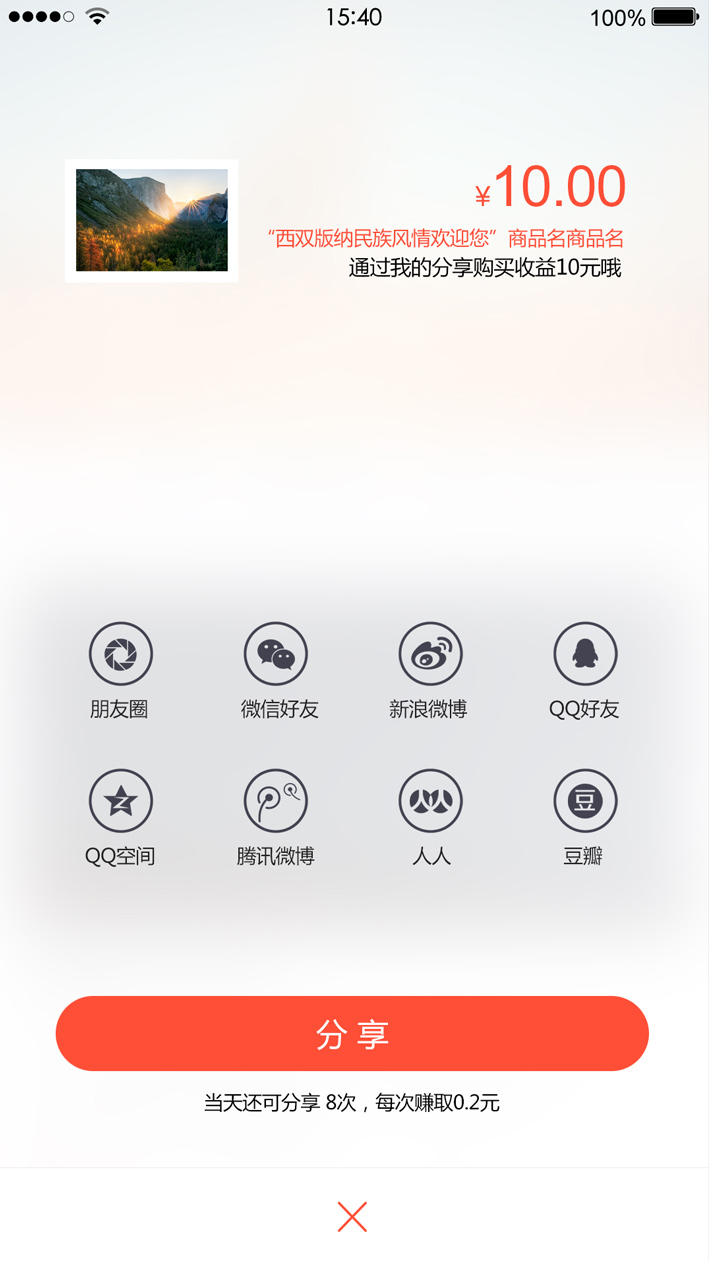 15:40
100%
¥10.00
“西双版纳民族风情欢迎您”商品名商品名
通过我的分享购买收益10元哦
朋友圈
微信好友
新浪微博
QQ好友
豆
QQ空间
腾讯微博
人人
豆瓣
分享
当天还可分享 8次，每次赚取0.2元